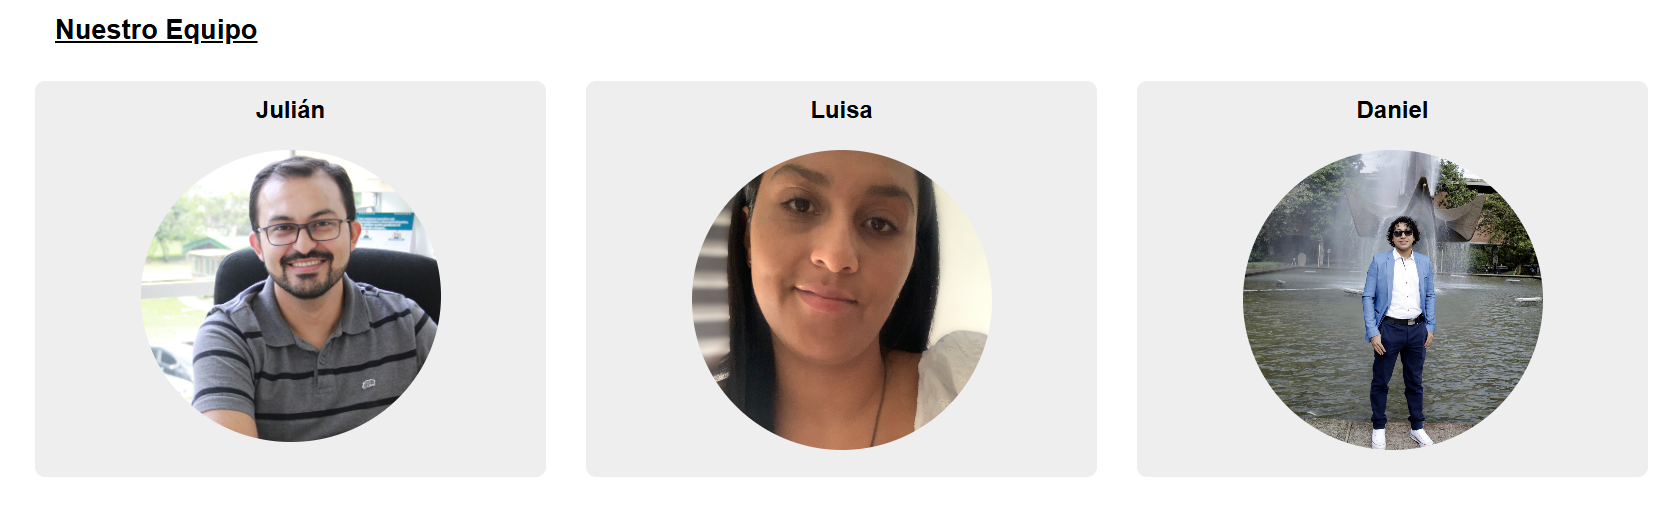 Nuestro Equipo
Julián
Luisa
Daniel